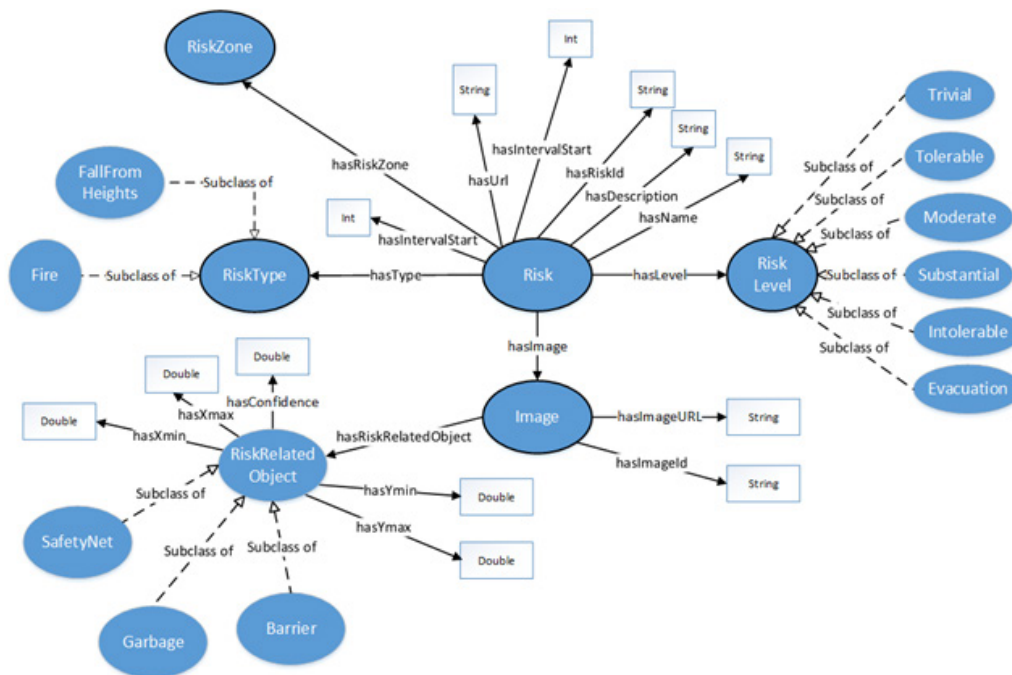 RiskZone
Int
String
String
String
String
Trivial
Tolerable
Moderate
Substantial
Intolerable
Evacuation
Subclass of
Subclass of
Subclass of
Subclass of
Subclass of
Subclass of
hasRiskZone
hasUrl
hasIntervalStart
hasRiskId
hasDescription
hasName
FallFrom
Heights
Subclass of
Int
hasIntervalStart
Fire
Subclass of
RiskType
hasType
Risk
hasLevel
Risk
Level
hasImage
Double
Double
Double
hasConfidence
hasXmax
hasXmin
RiskRelated
Object
hasRiskRelatedObject
Image
hasImageURL
String
hasImageId
String
hasYmin
Double
hasYmax
Double
Subclass of
Subclass of
Subclass of
SafetyNet
Garbage
Barrier